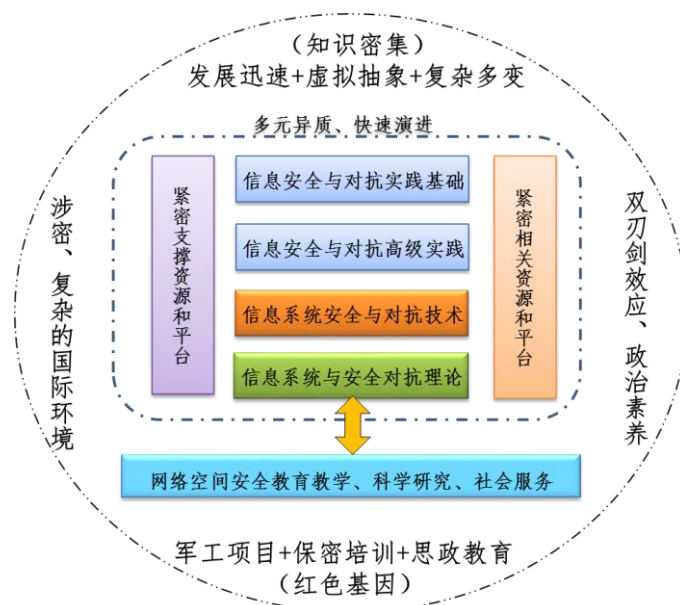 （知识密集）
发展迅速+虚拟抽象+复杂多变
多元异质、快速演进
涉密、复杂的国际环境
紧密支撑资源和平台
信息安全与对抗实践基础
信息安全与对抗高级实践
信息系统安全与对抗技术
信息系统与安全对抗理论
紧密相关资源和平台
双刃剑效应、政治素养
网络空间安全教育教学、科学研究、社会服务
军工项目+保密培训+思政教育
（红色基因）